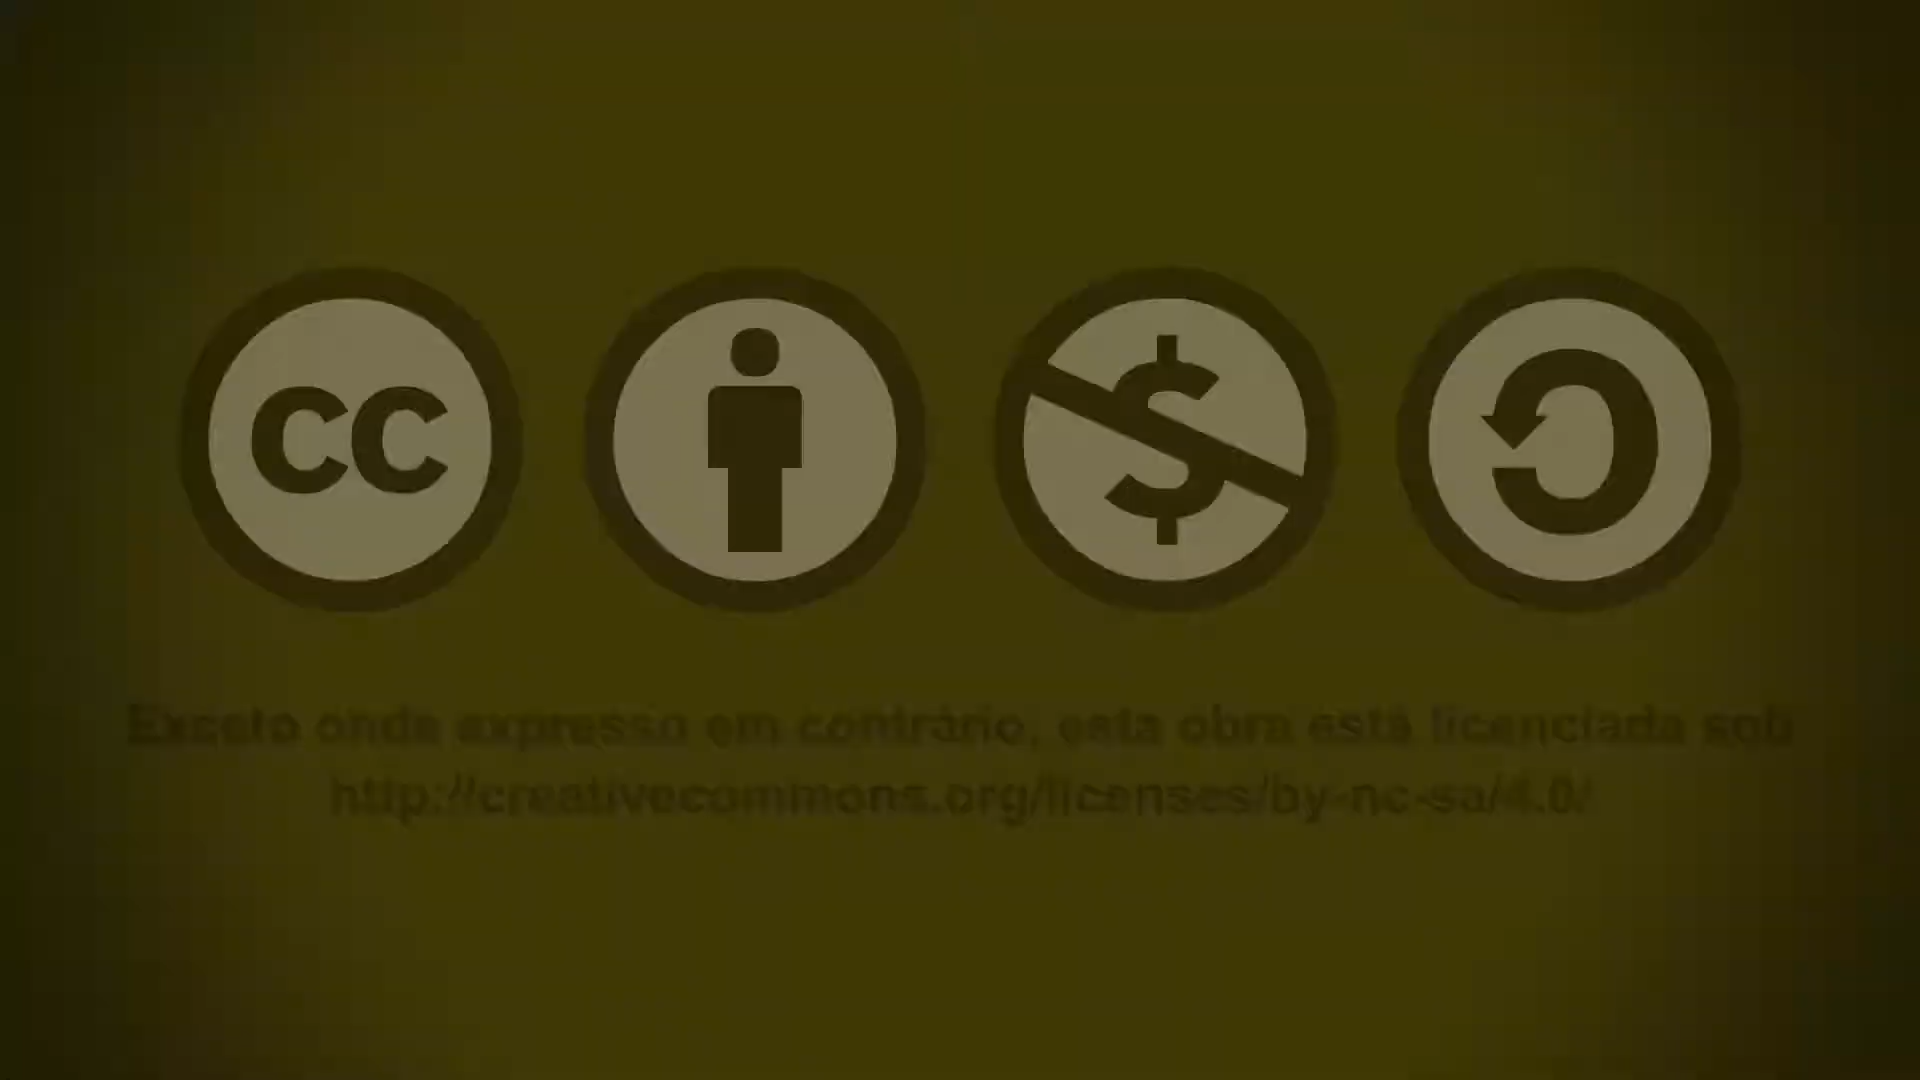 cc
Exceto onde expresso em contrário, esta obra está licenciada sob
http://creativecommons.org/licenses/by-nc-sa/4.0/